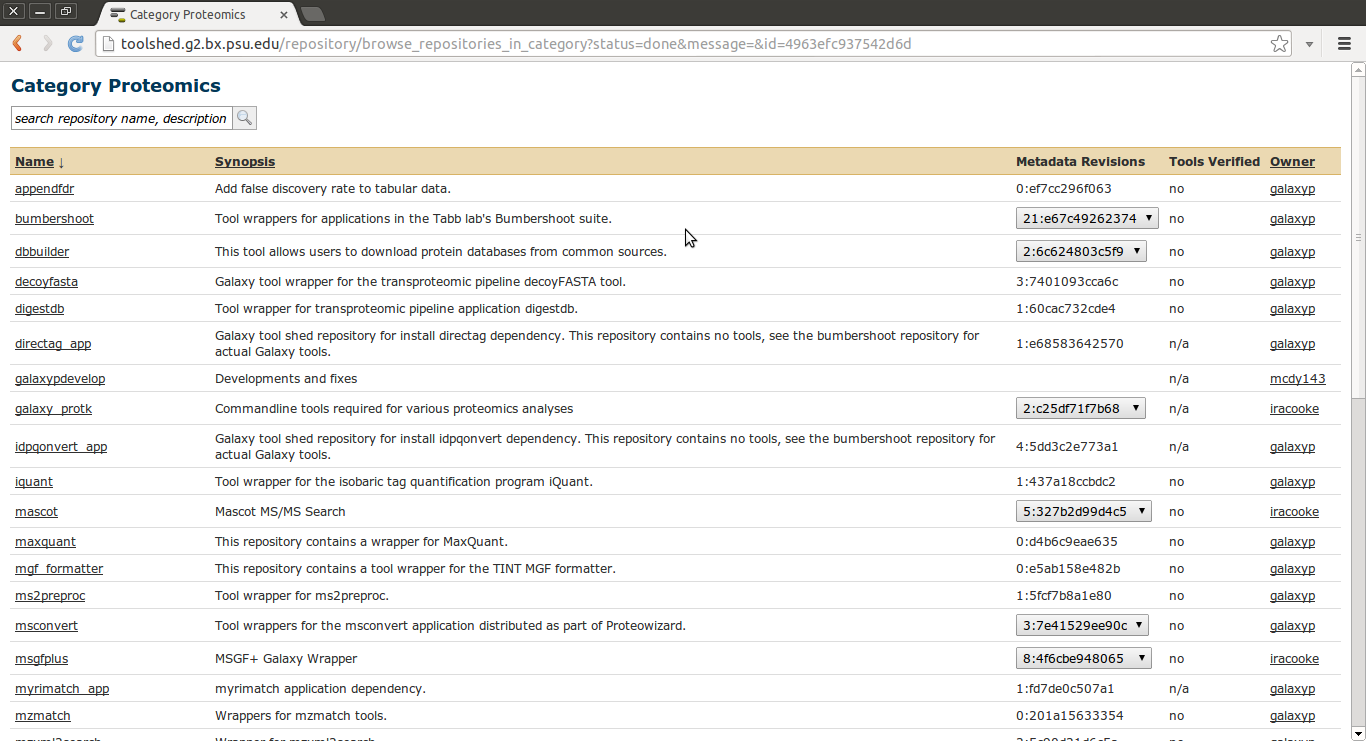 Category Proteomics
toolshed.g2.bx.psu.edu/repository/browse_repositories_in_category?status=done&message=&id=4963efc937542d6d
Category Proteomics
search repository name, description
Name ↓ Synopsis Metadata Revisions Tools Verified Owner
appendfdr Add false discovery rate to tabular data. 0:ef7cc296f063 no galaxyp
bumbershoot Tool wrappers for applications in the Tabb lab's Bumbershoot suite. 21:e67c49262374 no galaxyp
dbbuilder This tool allows users to download protein databases from common sources. 2:6c624803c5f9 no galaxyp
decoyfasta Galaxy tool wrapper for the transproteomic pipeline decoyFASTA tool. 3:7401093cca6c no galaxyp
digestdb Tool wrapper for transproteomic pipeline application digestdb. 1:60cac732cde4 no galaxyp
directag_app Galaxy tool shed repository for install directag dependency. This repository contains no tools, see the bumbershoot repository for
actual Galaxy tools. 1:e68583642570 n/a galaxyp
galaxypdevelop Developments and fixes n/a mcdy143
galaxy_protk Commandline tools required for various proteomics analyses 2:c25df71f7b68 n/a iracooke
idpqonvert_app Galaxy tool shed repository for install idpqonvert dependency. This repository contains no tools, see the bumbershoot repository for
actual Galaxy tools. 4:5dd3c2e773a1 n/a galaxyp
iquant Tool wrapper for the isobaric tag quantification program iQuant. 1:437a18ccbdc2 no galaxyp
mascot Mascot MS/MS Search 5:327b2d99d4c5 no iracooke
maxquant This repository contains a wrapper for MaxQuant. 0:d4b6c9eae635 no galaxyp
mgf_formatter This repository contains a tool wrapper for the TINT MGF formatter. 0:e5ab158e482b no galaxyp
ms2preproc Tool wrapper for ms2preproc. 1:5fcf7b8a1e80 no galaxyp
msconvert Tool wrappers for the msconvert application distributed as part of Proteowizard. 3:7e41529ee90c no galaxyp
msgfplus MSGF+ Galaxy Wrapper 8:4f6cbe948065 no iracooke
myrimatch_app myrimatch application dependency. 1:fd7de0c507a1 n/a galaxyp
mzmatch Wrappers for mzmatch tools. 0:201a15633354 no galaxyp